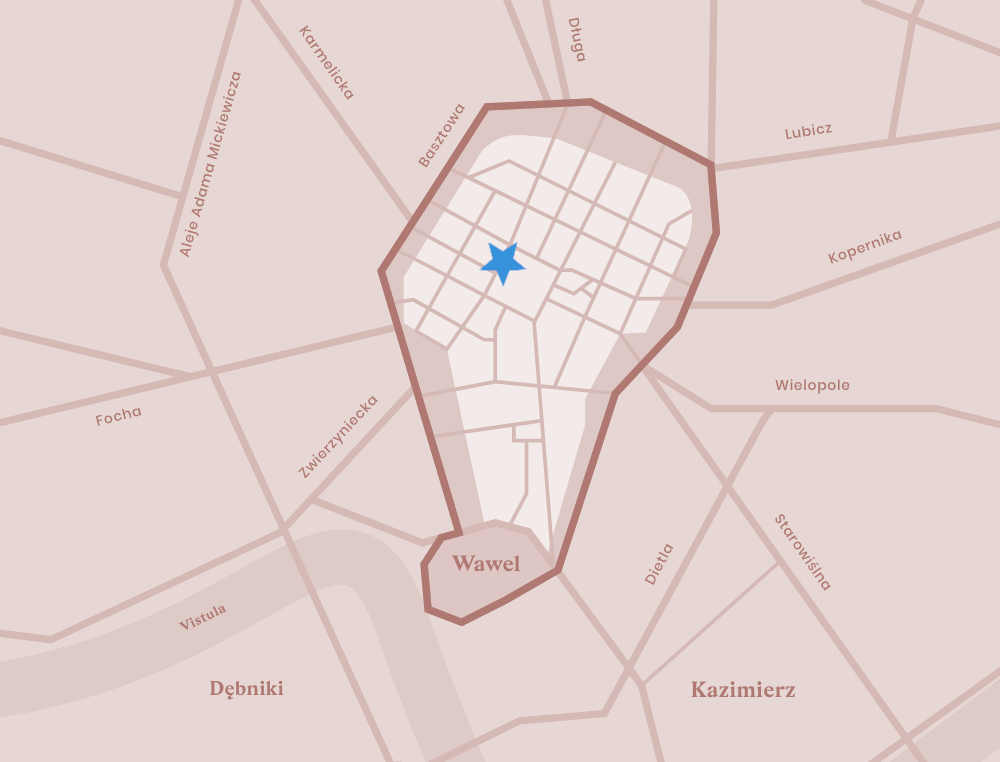 Długa
Karmelicka
Basztowa
Lubicz
Aleje Adama Mickiewicza
Kopernika
Wielopole
Focha
Zwierzyniecka
Starowiślna
Dietla
Wawel
Vistula
Dębniki
Kazimierz